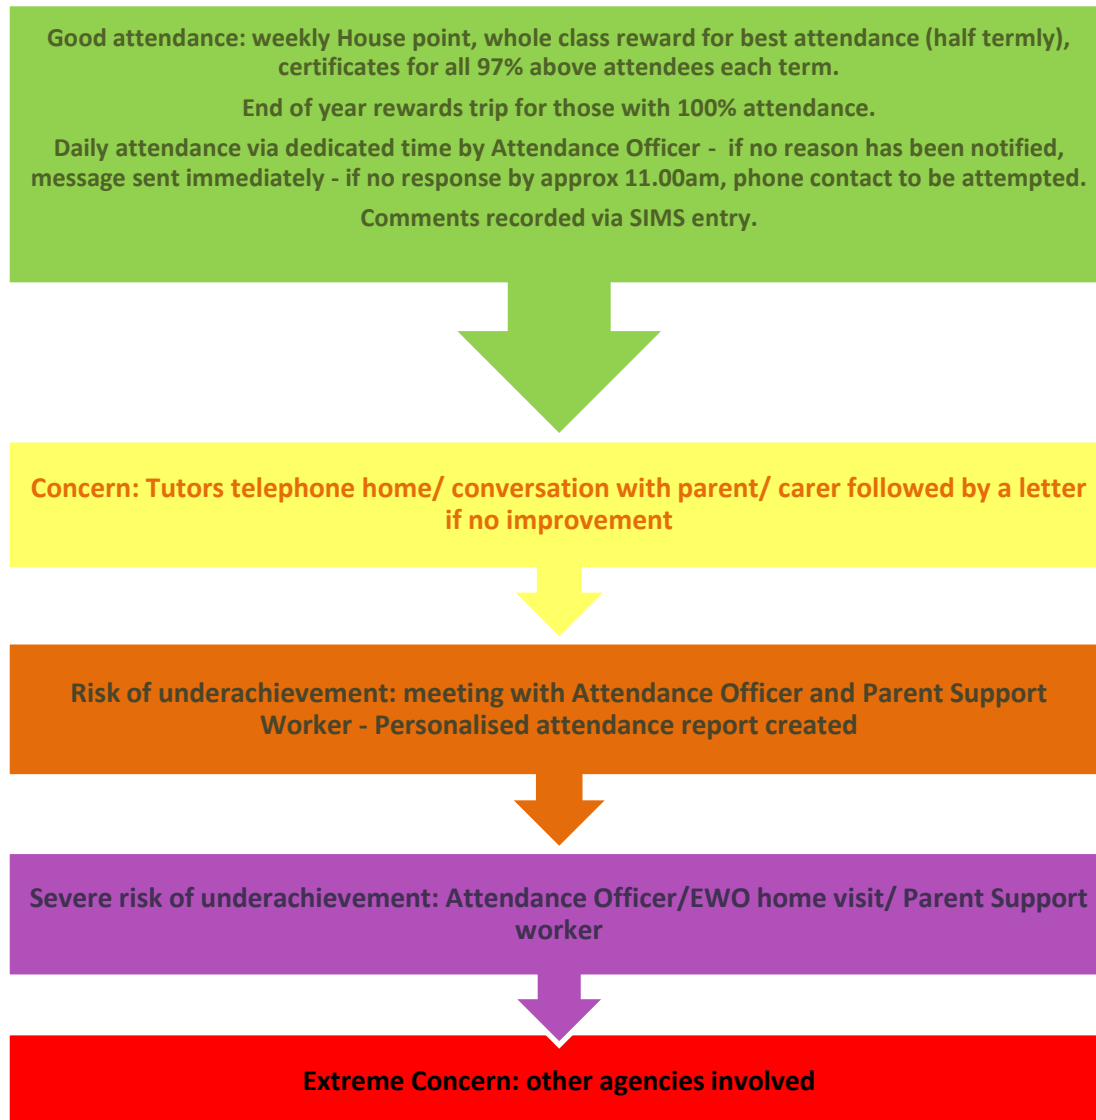 Good attendance: weekly House point, whole class reward for best attendance (half termly),
certificates for all 97% above attendees each term.
End of year rewards trip for those with 100% attendance.
Daily attendance via dedicated time by Attendance Officer -  if no reason has been notified,
message sent immediately - if no response by approx 11.00am, phone contact to be attempted.
Comments recorded via SIMS entry.
Concern: Tutors telephone home/ conversation with parent/ carer followed by a letter
if no improvement
Risk of underachievement: meeting with Attendance Officer and Parent Support
Worker - Personalised attendance report created
Severe risk of underachievement: Attendance Officer/EWO home visit/ Parent Support
worker
Extreme Concern: other agencies involved